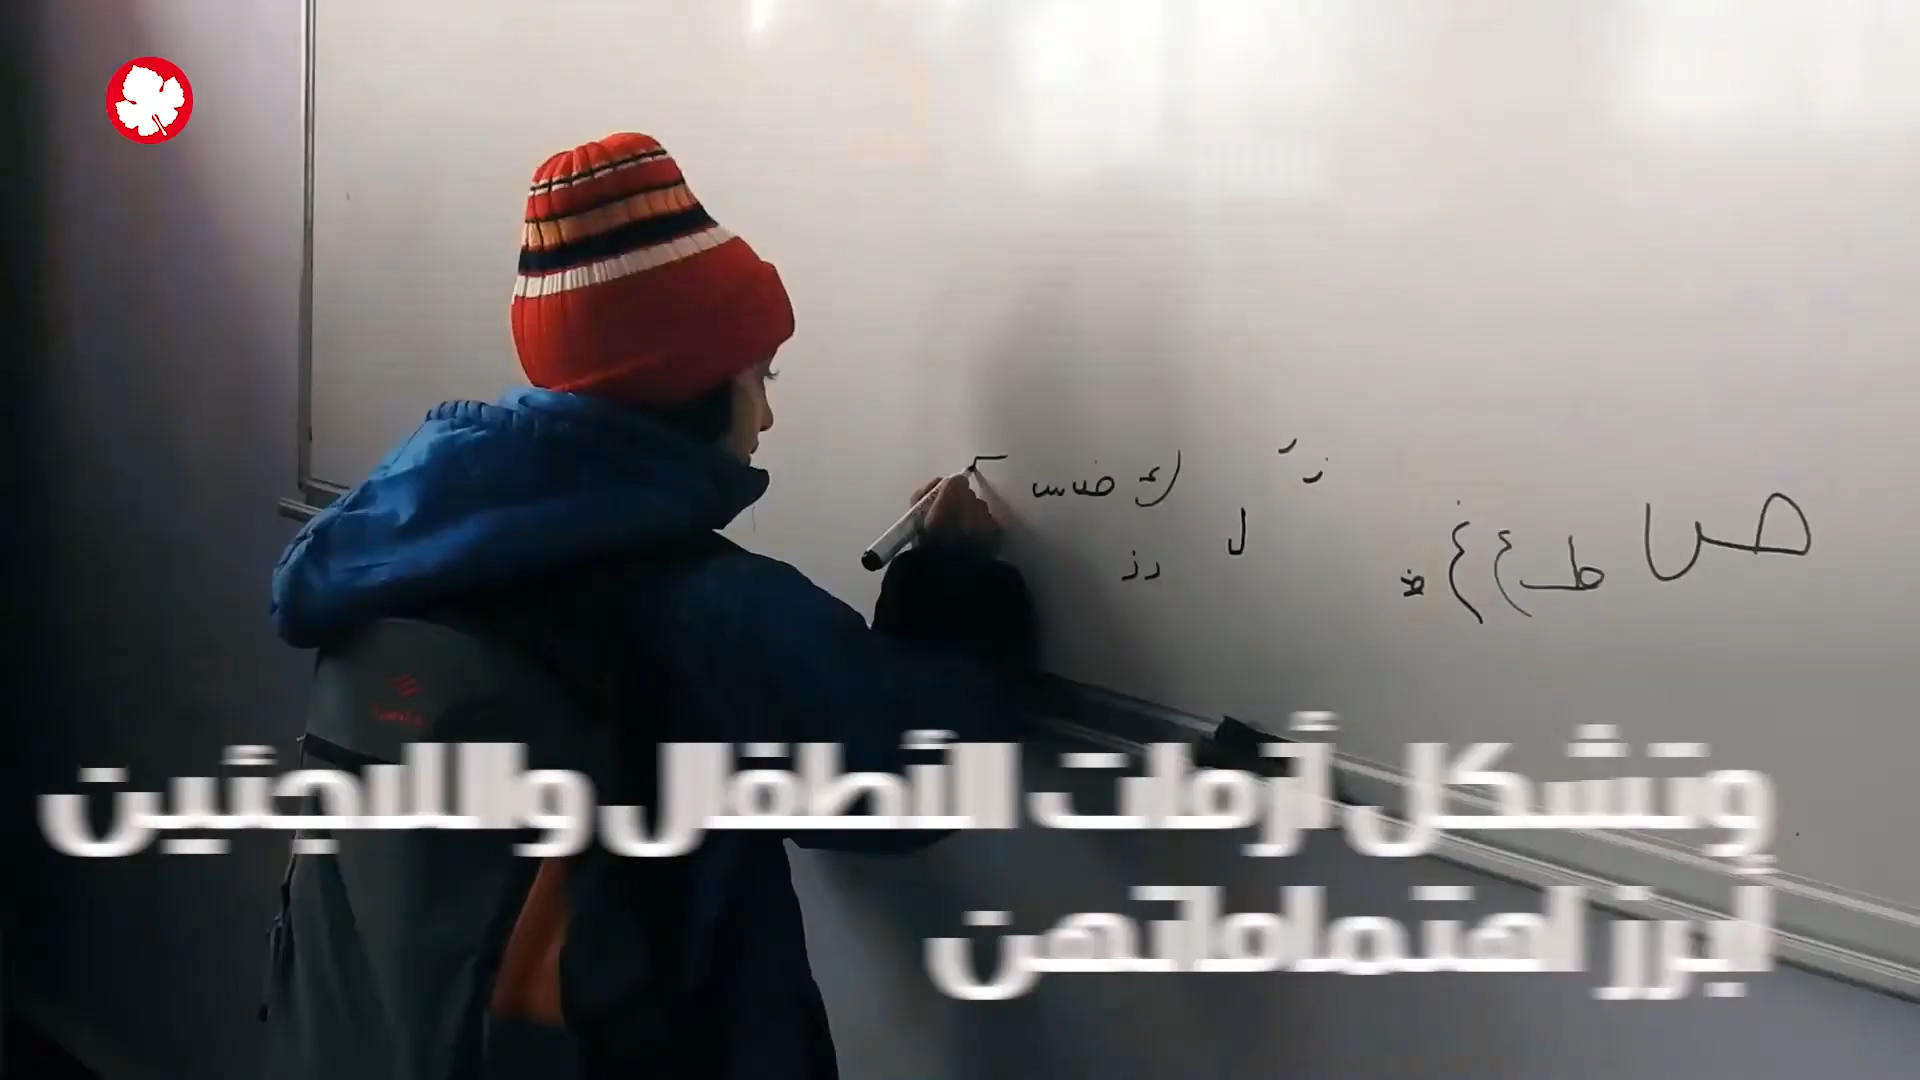 ص ط ع غ
ك ض س
ل
د ذ
وتشكل أزمات الأطفال واللاجئين
أبرز اهتماماتهن